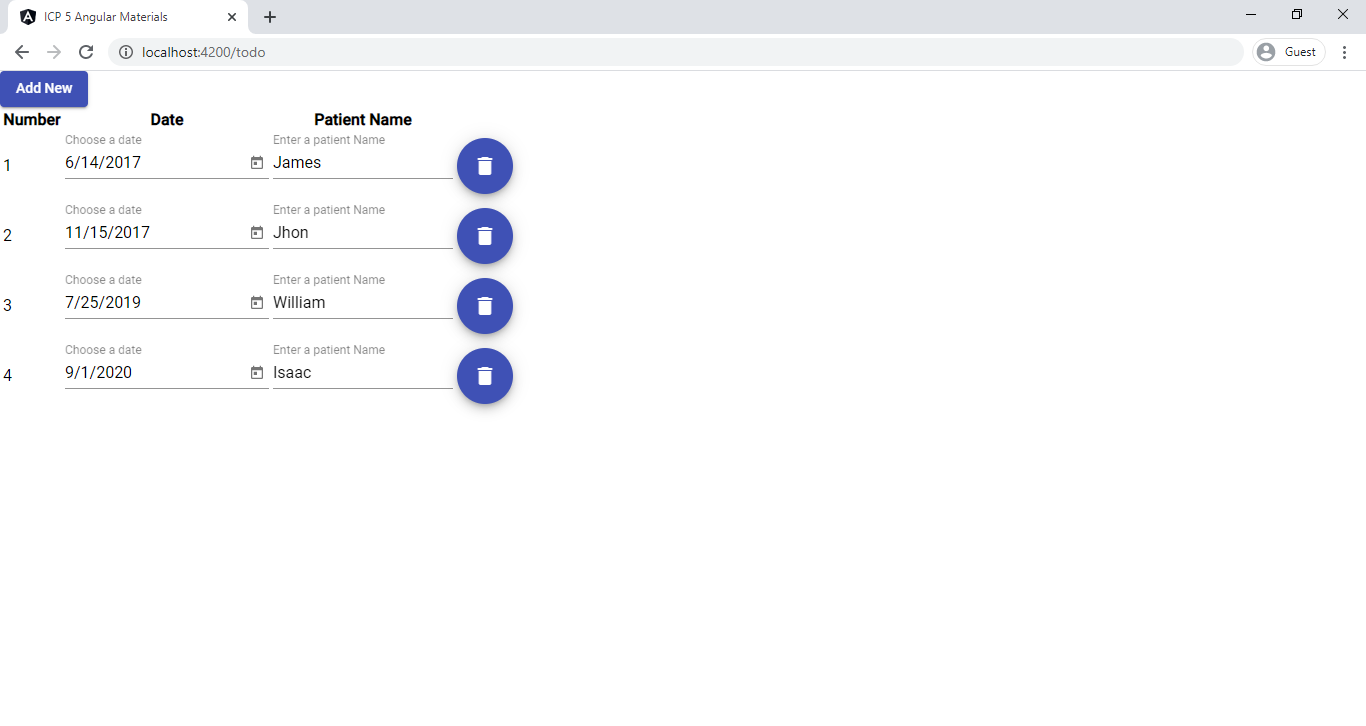 ICP 5 Angular Materials
localhost:4200/todo
Guest
Add New
Number Date Patient Name
Choose a date Enter a patient Name
1 6/14/2017 James
Choose a date Enter a patient Name
2 11/15/2017 Jhon
Choose a date Enter a patient Name
3 7/25/2019 William
Choose a date Enter a patient Name
4 9/1/2020 Isaac